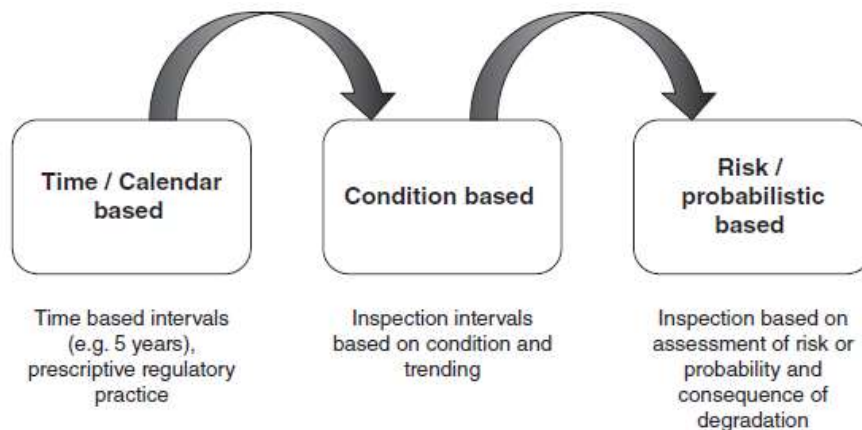 Time / Calendar
based
Condition based
Risk /
probabilistic
based
Time based intervals
(e.g. 5 years),
prescriptive regulatory
practice
Inspection intervals
based on condition and
trending
Inspection based on
assessment of risk or
probability and
consequence of
degradation